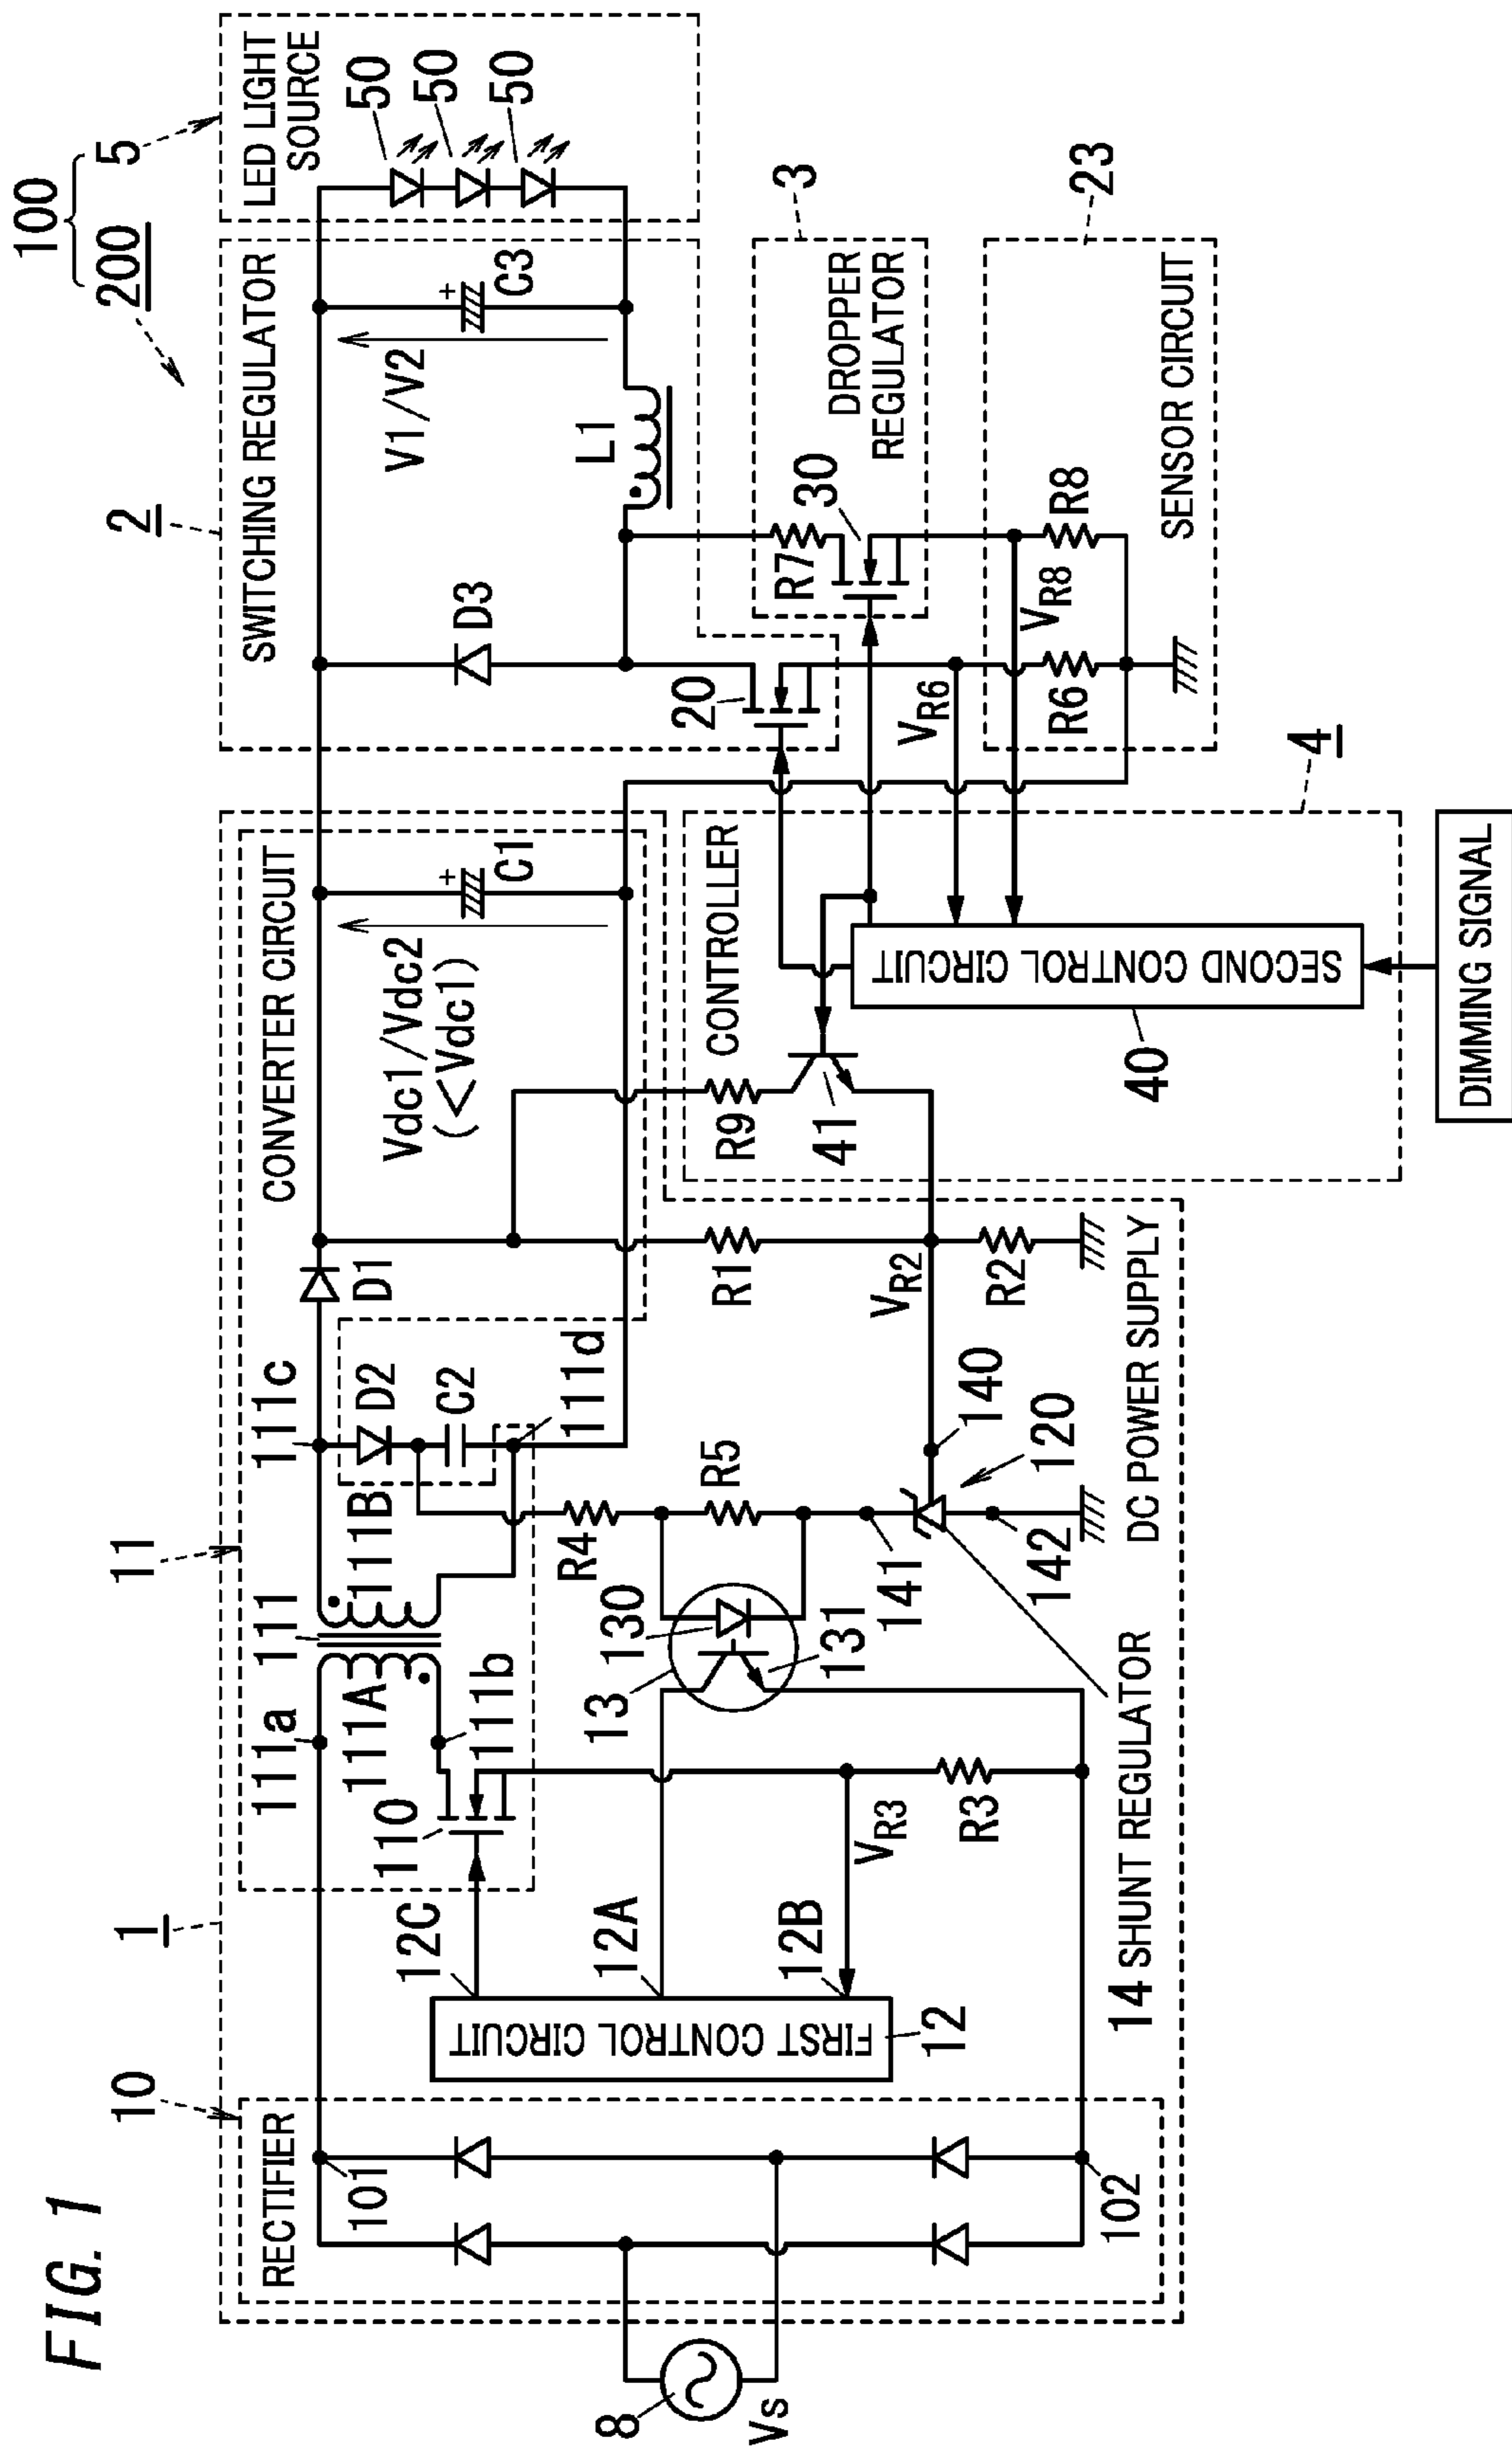 FIG. 1
100
200
5
1
10
11
2
RECTIFIER
101
102
8
Vs
FIRST CONTROL CIRCUIT
12
12C
12A
12B
110
111a
111A
111b
111
111B
111c
111d
D2
C2
D1
CONVERTER CIRCUIT
Vdc1/Vdc2
(<Vdc1)
C1
SWITCHING REGULATOR
D3
V1/V2
C3
L1
20
LED LIGHT
SOURCE
50
50
50
13
130
131
R4
R5
R3
VR3
141
142
140
120
14 SHUNT REGULATOR
DC POWER SUPPLY
R1
R2
VR2
CONTROLLER
R9
41
SECOND CONTROL CIRCUIT
40
4
DIMMING SIGNAL
DROPPER
REGULATOR
3
R7
30
VR6
VR8
R6
R8
SENSOR CIRCUIT
23